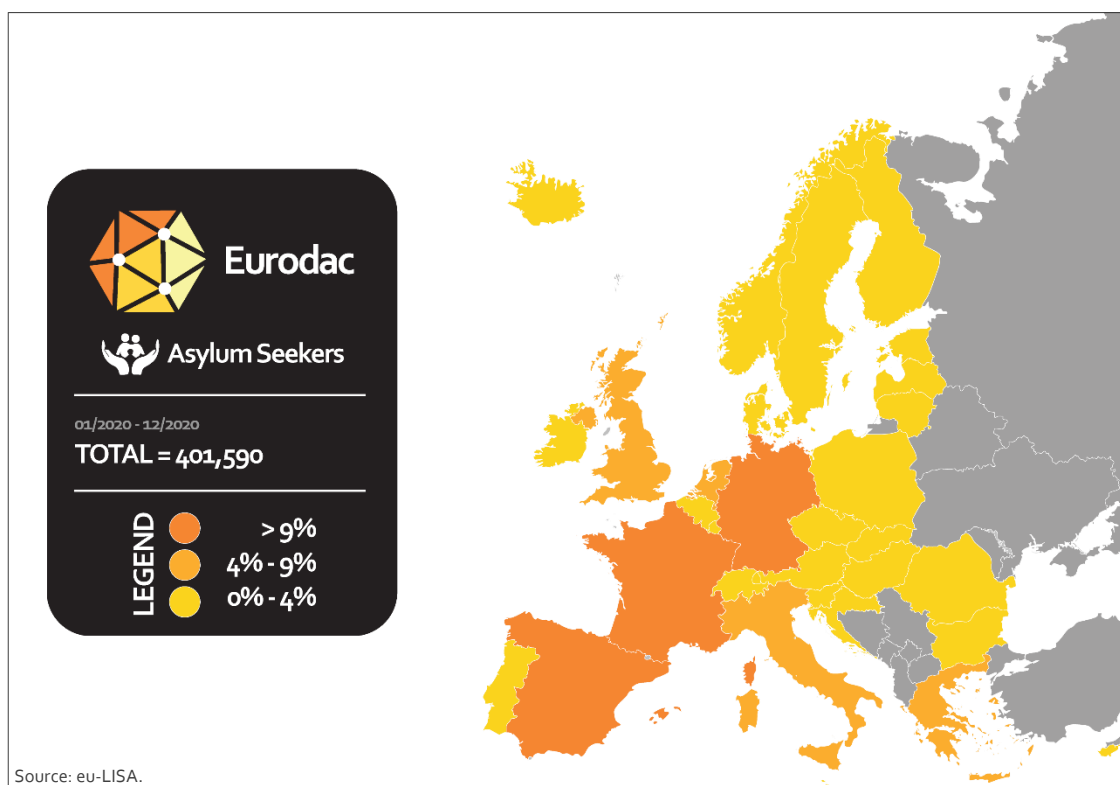 Eurodac
Asylum Seekers
01/2020 - 12/2020
TOTAL = 401,590
LEGEND
> 9%
4% - 9%
0% - 4%
Source: eu-LISA.